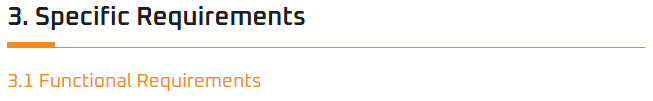 3. Specific Requirements
3.1 Functional Requirements